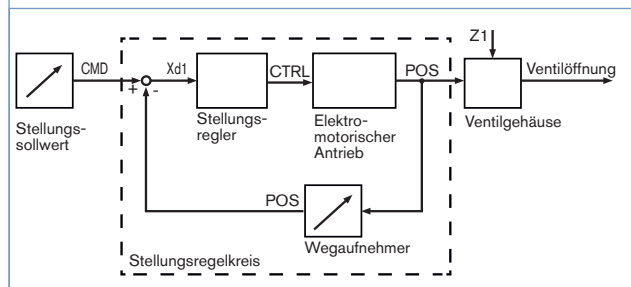 Z1
CMD
Xd1
CTRL
POS
Ventilöffnung
+
-
Stellungs-
sollwert
Stellungs-
regler
Elektro-
motorischer
Antrieb
Ventilgehäuse
POS
Wegaufnehmer
Stellungsregelkreis